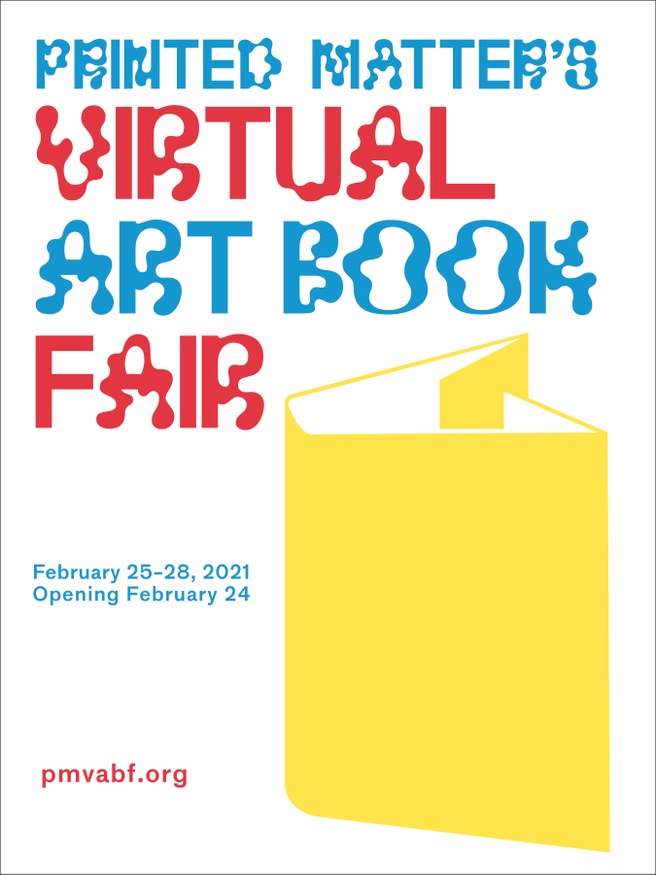 PRINTED MATTER'S
VIRTUAL
ART BOOK
FAIR
February 25–28, 2021
Opening February 24
pmvabf.org